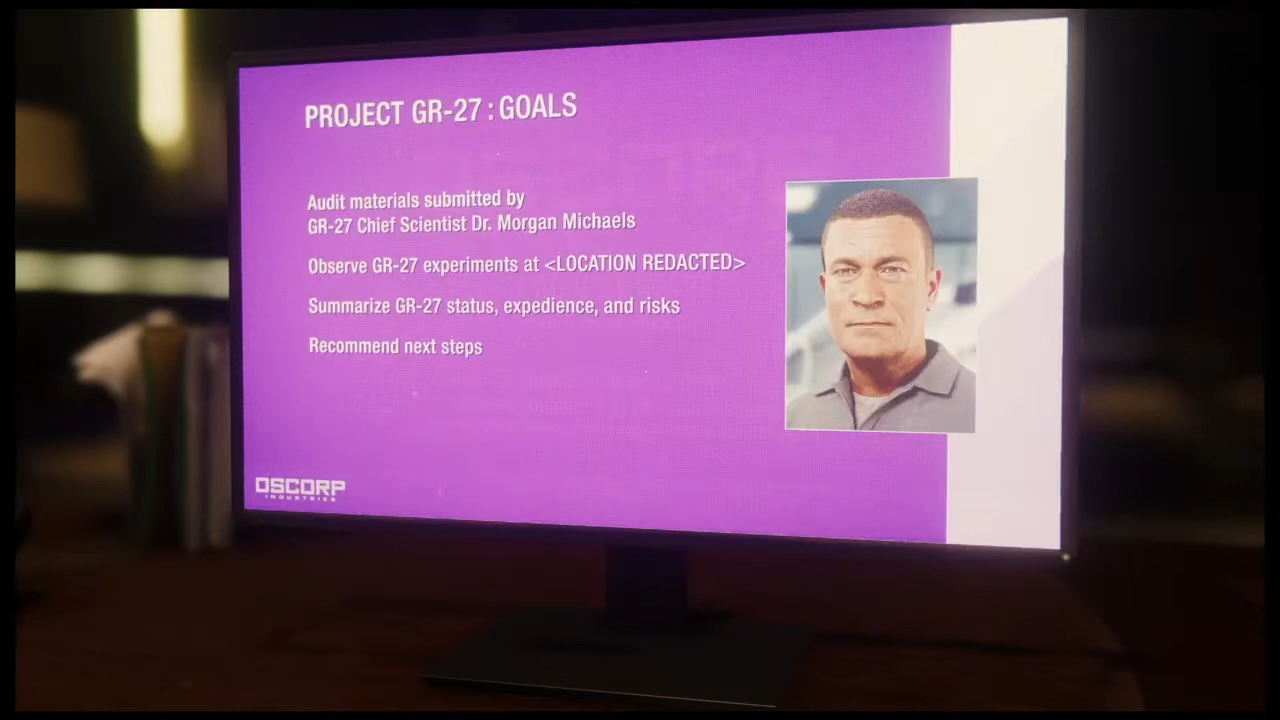 PROJECT GR-27 : GOALS
Audit materials submitted by
GR-27 Chief Scientist Dr. Morgan Michaels
Observe GR-27 experiments at <LOCATION REDACTED>
Summarize GR-27 status, expedience, and risks
Recommend next steps
OSCORP
INDUSTRIES